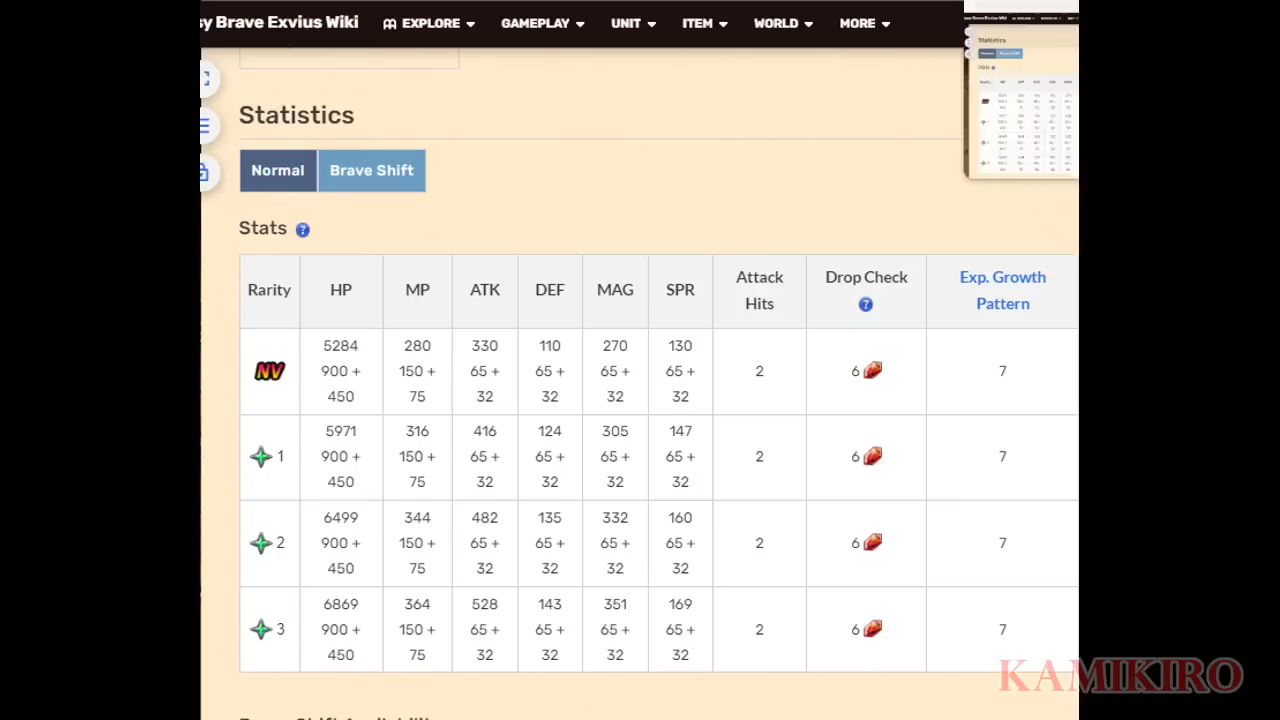 sy Brave Exvius Wiki EXPLORE GAMEPLAY UNIT ITEM WORLD MORE
Statistics
Normal Brave Shift
Stats ?
Rarity HP MP ATK DEF MAG SPR Attack Hits Drop Check ? Exp. Growth Pattern
NV 5284 900 + 450 280 150 + 75 330 65 + 32 110 65 + 32 270 65 + 32 130 65 + 32 2 6 7
1 5971 900 + 450 316 150 + 75 416 65 + 32 124 65 + 32 305 65 + 32 147 65 + 32 2 6 7
2 6499 900 + 450 344 150 + 75 482 65 + 32 135 65 + 32 332 65 + 32 160 65 + 32 2 6 7
3 6869 900 + 450 364 150 + 75 528 65 + 32 143 65 + 32 351 65 + 32 169 65 + 32 2 6 7
KAMIKIRO